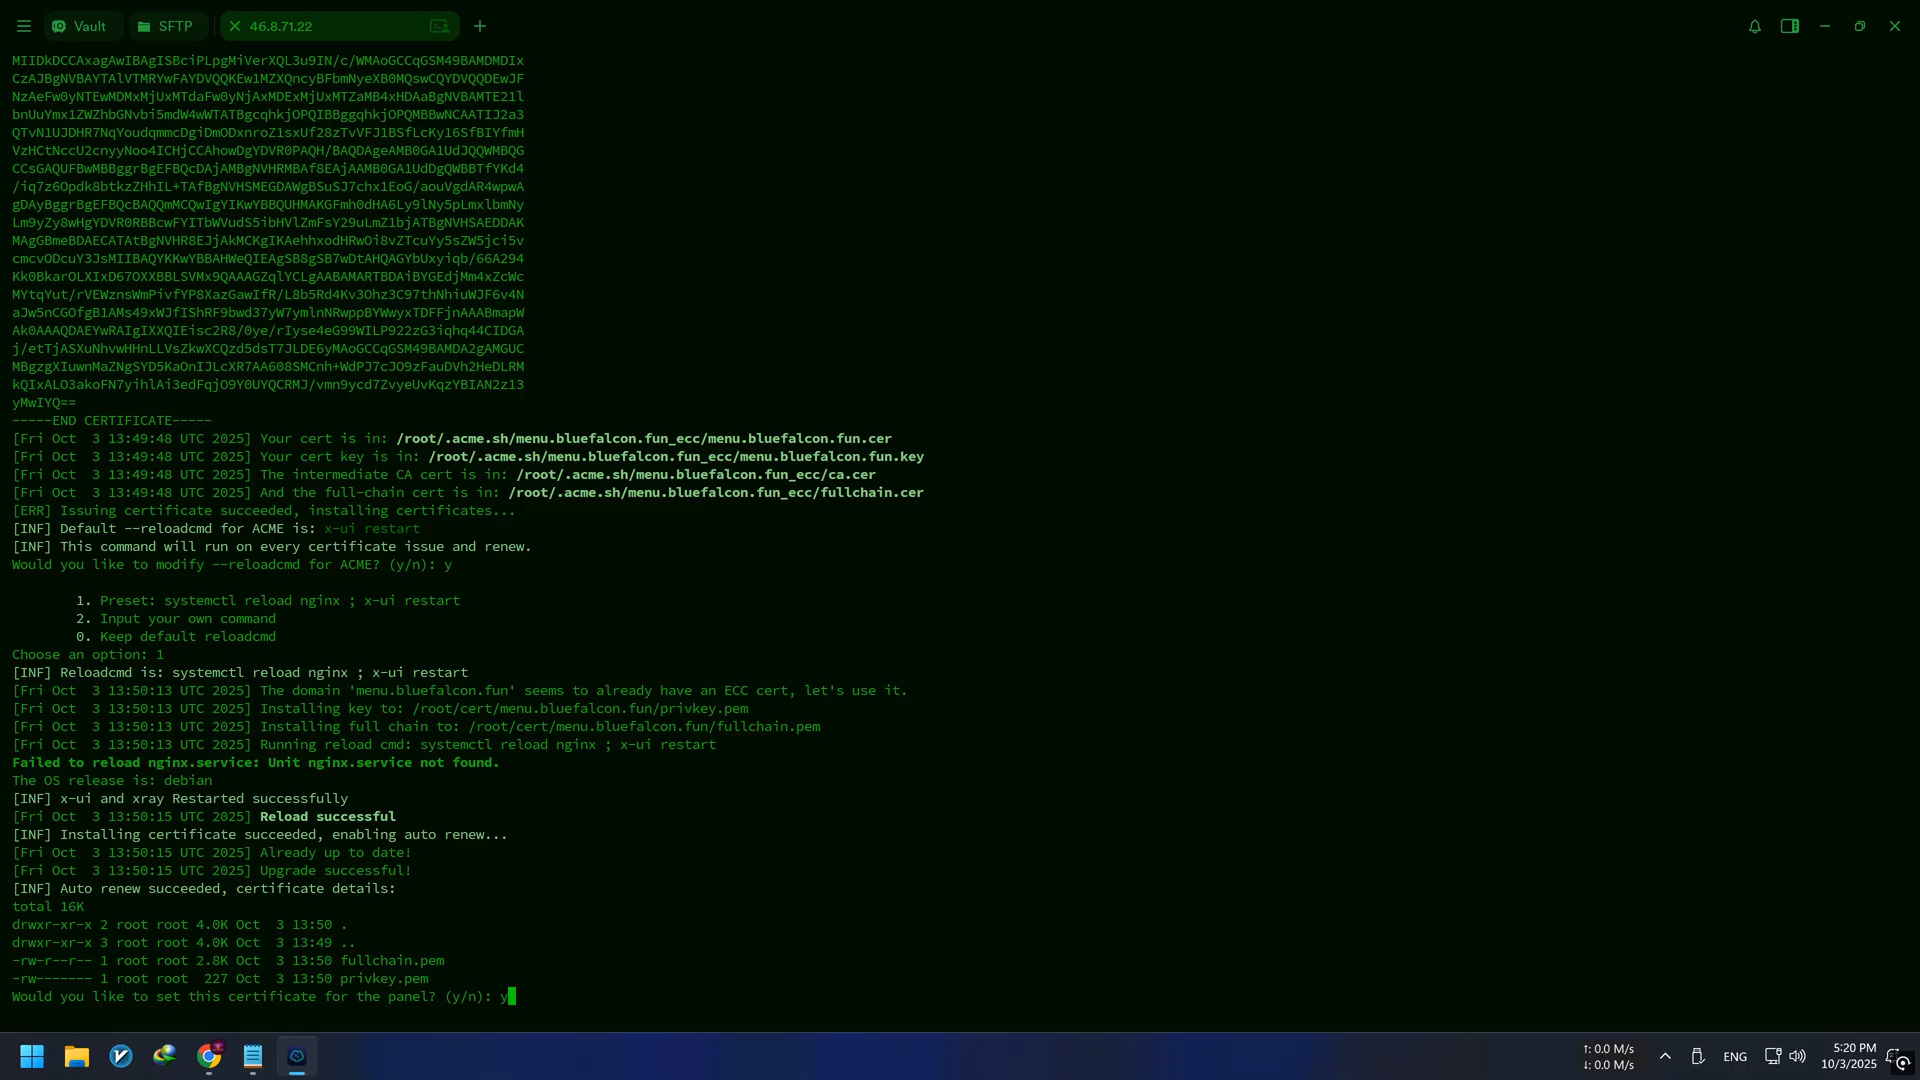 Vault
SFTP
46.8.71.22
MIIDkDCCAxagAwIBAgISBciPLpgMiVerXQL3u9IN/c/WMAoGCCqGSM49BAMDMDIx
CzAJBgNVBAYTAlVTMRYwFAYDVQQKEw1MZXQncyBFbmNyeXB0MQswCQYDVQQDEwJF
NzAeFw0yNTEwMDMxMjUxMTdaFw0yNjAxMDExMjUxMTZaMB4xHDAaBgNVBAMTE21l
bnUuYmx1ZWZhbGNvbi5mdW4wWTATBgcqhkjOPQIBBggqhkjOPQMBBwNCAATIJ2a3
QTvN1UJDHR7NqYoudqmmcDgiDmODxnroZ1sxUf28zTvVFJ1BSfLcKy16SfBIYfmH
VzHCtNccU2cnyyNoo4ICHjCCAhowDgYDVR0PAQH/BAQDAgeAMB0GA1UdJQQWMBQG
CCsGAQUFBwMBBggrBgEFBQcDAjAMBgNVHRMBAf8EAjAAMB0GA1UdDgQWBBTfYKd4
/iq7z6Opdk8btkzZHhIL+TAfBgNVHSMEGDAWgBSuSJ7chx1EoG/aouVgdAR4wpwA
gDAyBggrBgEFBQcBAQQmMCQwIgYIKwYBBQUHMAKGFmh0dHA6Ly9lNy5pLmxlbmNy
Lm9yZy8wHgYDVR0RBBcwFYITbWVudS5ibHVlZmFsY29uLmZ1bjATBgNVHSAEDDAK
MAgGBmeBDAECATAtBgNVHR8EJjAkMCKgIKAehhxodHRwOi8vZTcuYy5sZW5jci5v
cmcvODcuY3JsMIIBAQYKKwYBBAHWeQIEAgSB8gSB7wDtAHQAGYbUxyiqb/66A294
Kk0BkarOLXIxD67OXXBBLSVMx9QAAAGZqlYCLgAABAMARTBDAiBYGEdjMm4xZcWc
MYtqYut/rVEWznsWmPivfYP8XazGawIfR/L8b5Rd4Kv3Ohz3C97thNhiuWJF6v4N
aJw5nCGOfgB1AMs49xWJfIShRF9bwd37yW7ymlnNRwppBYWwyxTDFFjnAAABmapW
Ak0AAAQDAEYwRAIgIXXQIEisc2R8/0ye/rIyse4eG99WILP922zG3iqhq44CIDGA
j/etTjASXuNhvwHHnLLVsZkwXCQzd5dsT7JLDE6yMAoGCCqGSM49BAMDA2gAMGUC
MBgzgXIuwnMaZNgSYD5KaOnIJLcXR7AA608SMCnh+WdPJ7cJO9zFauDVh2HeDLRM
kQIxALO3akoFN7yihlAi3edFqjO9Y0UYQCRMJ/vmn9ycd7ZvyeUvKqzYBIAN2z13
yMwIYQ==
-----END CERTIFICATE-----
[Fri Oct  3 13:49:48 UTC 2025] Your cert is in: /root/.acme.sh/menu.bluefalcon.fun_ecc/menu.bluefalcon.fun.cer
[Fri Oct  3 13:49:48 UTC 2025] Your cert key is in: /root/.acme.sh/menu.bluefalcon.fun_ecc/menu.bluefalcon.fun.key
[Fri Oct  3 13:49:48 UTC 2025] The intermediate CA cert is in: /root/.acme.sh/menu.bluefalcon.fun_ecc/ca.cer
[Fri Oct  3 13:49:48 UTC 2025] And the full-chain cert is in: /root/.acme.sh/menu.bluefalcon.fun_ecc/fullchain.cer
[ERR] Issuing certificate succeeded, installing certificates...
[INF] Default --reloadcmd for ACME is: x-ui restart
[INF] This command will run on every certificate issue and renew.
Would you like to modify --reloadcmd for ACME? (y/n): y
1. Preset: systemctl reload nginx ; x-ui restart
2. Input your own command
0. Keep default reloadcmd
Choose an option: 1
[INF] Reloadcmd is: systemctl reload nginx ; x-ui restart
[Fri Oct  3 13:50:13 UTC 2025] The domain 'menu.bluefalcon.fun' seems to already have an ECC cert, let's use it.
[Fri Oct  3 13:50:13 UTC 2025] Installing key to: /root/cert/menu.bluefalcon.fun/privkey.pem
[Fri Oct  3 13:50:13 UTC 2025] Installing full chain to: /root/cert/menu.bluefalcon.fun/fullchain.pem
[Fri Oct  3 13:50:13 UTC 2025] Running reload cmd: systemctl reload nginx ; x-ui restart
Failed to reload nginx.service: Unit nginx.service not found.
The OS release is: debian
[INF] x-ui and xray Restarted successfully
[Fri Oct  3 13:50:15 UTC 2025] Reload successful
[INF] Installing certificate succeeded, enabling auto renew...
[Fri Oct  3 13:50:15 UTC 2025] Already up to date!
[Fri Oct  3 13:50:15 UTC 2025] Upgrade successful!
[INF] Auto renew succeeded, certificate details:
total 16K
drwxr-xr-x 2 root root 4.0K Oct  3 13:50 .
drwxr-xr-x 3 root root 4.0K Oct  3 13:49 ..
-rw-r--r-- 1 root root 2.8K Oct  3 13:50 fullchain.pem
-rw------- 1 root root  227 Oct  3 13:50 privkey.pem
Would you like to set this certificate for the panel? (y/n): y
↑: 0.0 M/s
↓: 0.0 M/s
ENG
5:20 PM
10/3/2025